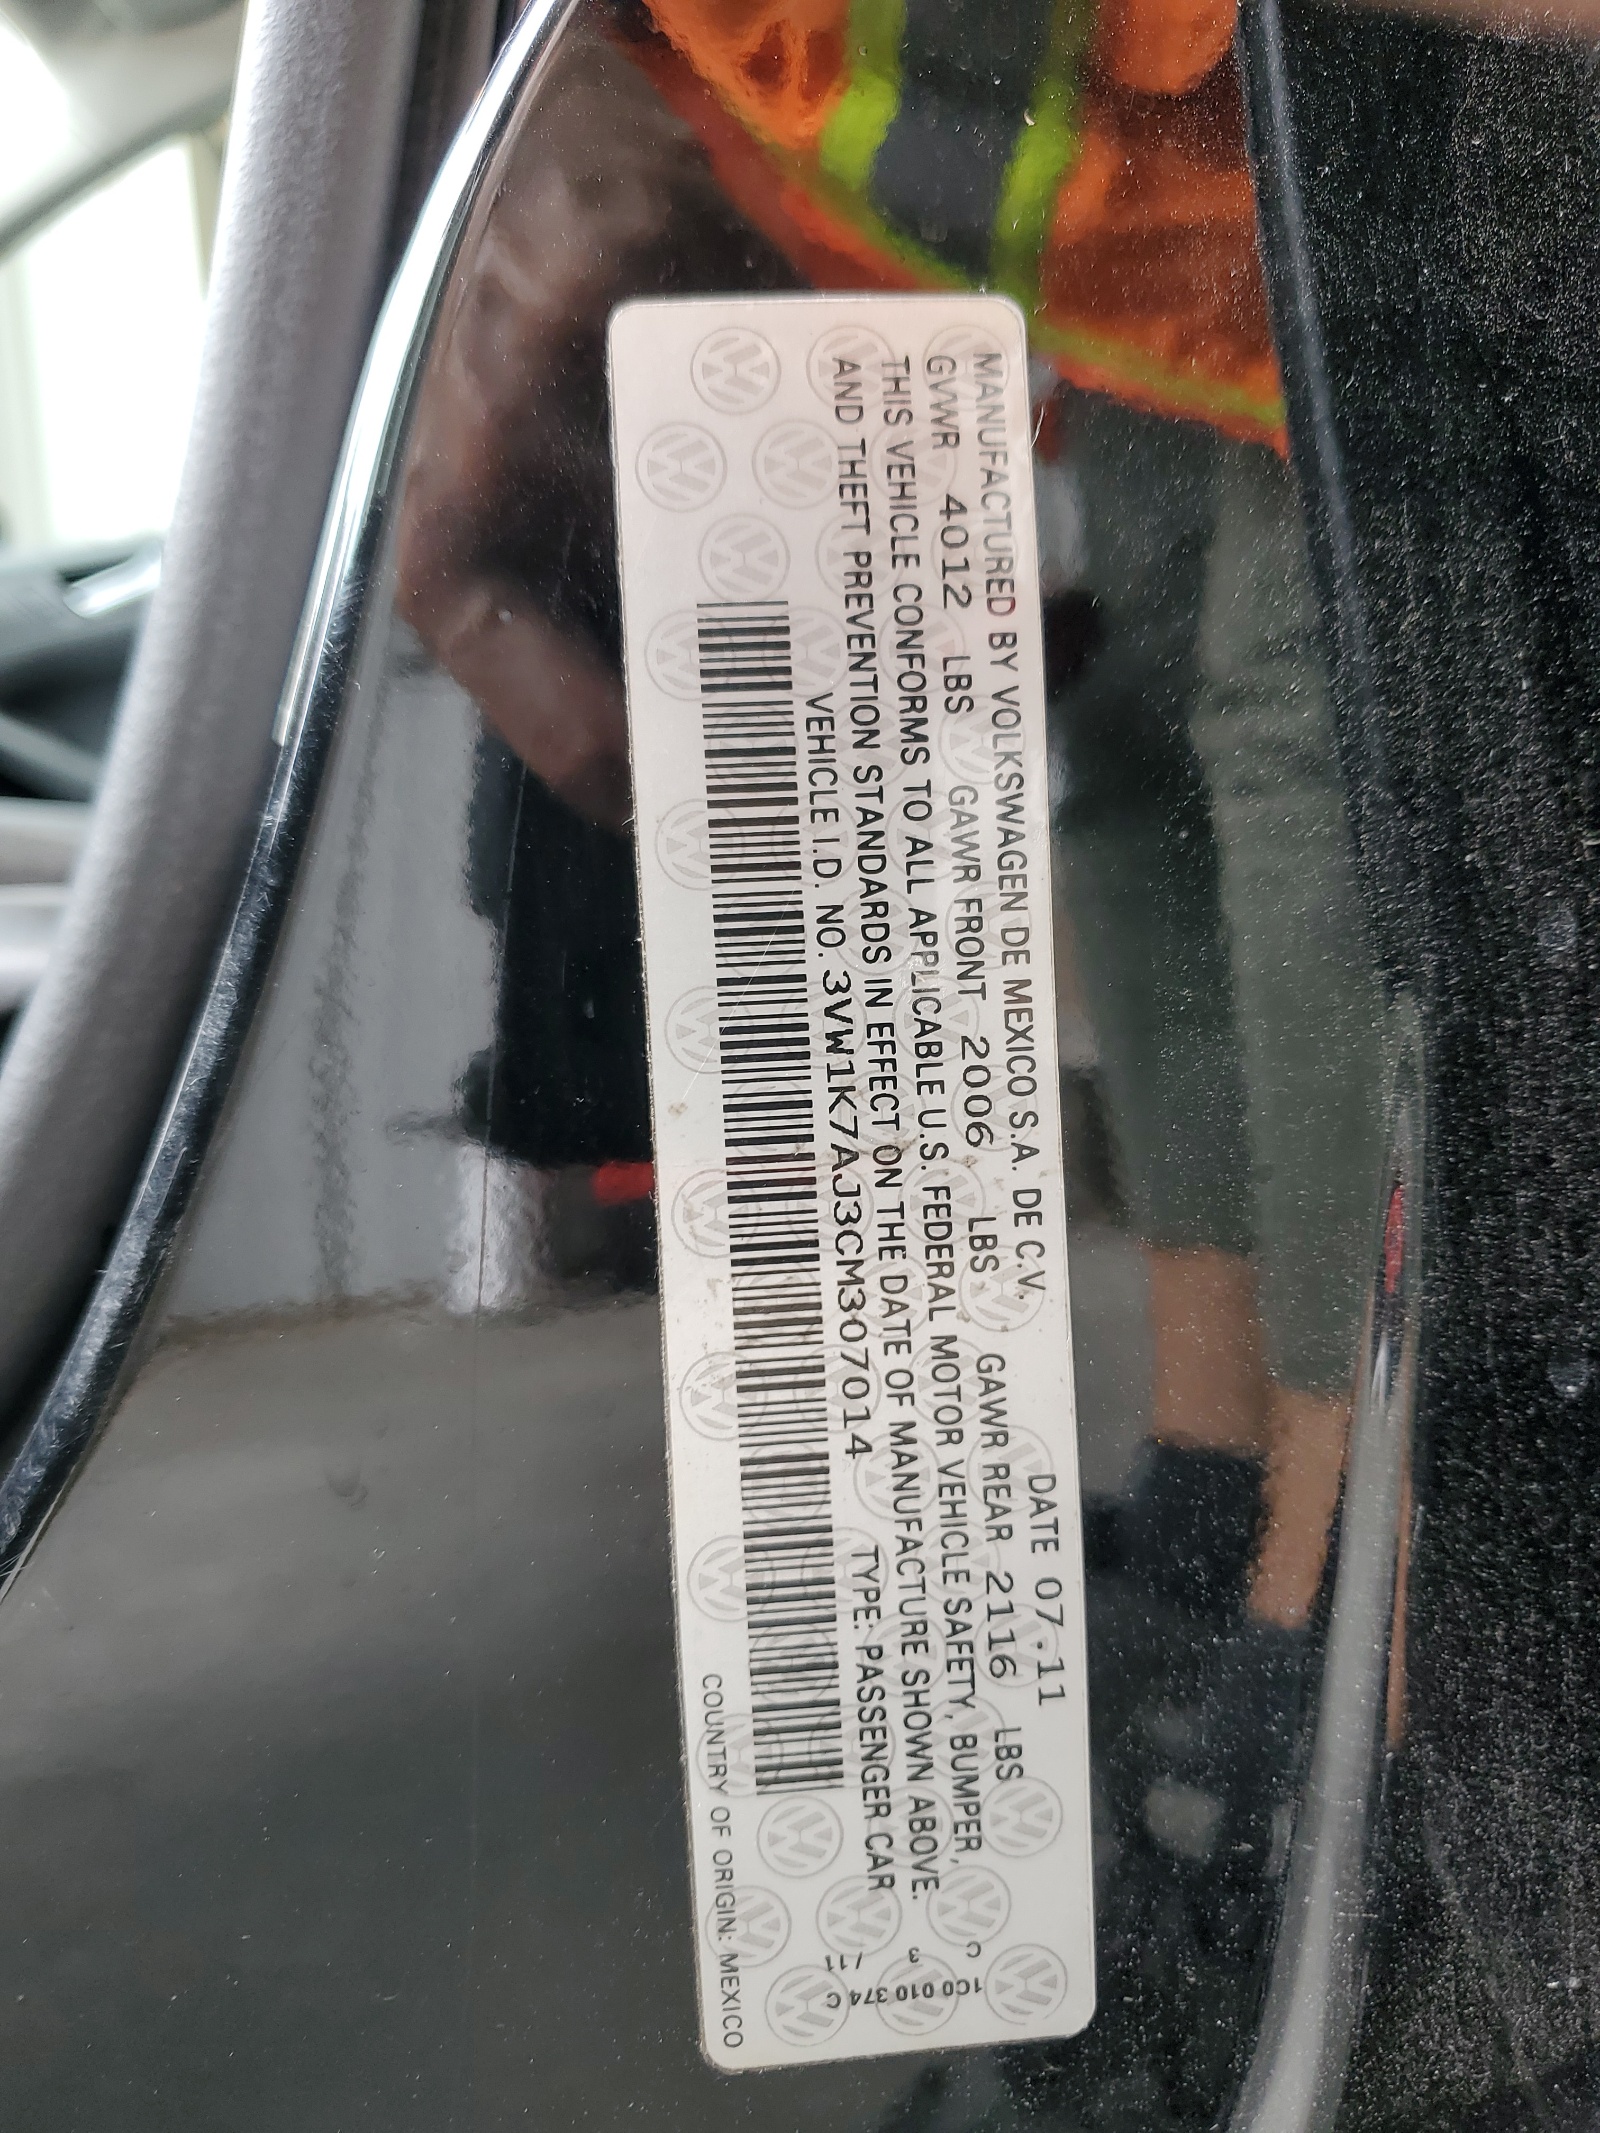 MANUFACTURED BY VOLKSWAGEN DE MEXICO S.A. DE C.V. DATE 07·11
GVWR 4012 LBS GAWR FRONT 2006 LBS GAWR REAR 2116 LBS
THIS VEHICLE CONFORMS TO ALL APPLICABLE U.S. FEDERAL MOTOR VEHICLE SAFETY, BUMPER,
AND THEFT PREVENTION STANDARDS IN EFFECT ON THE DATE OF MANUFACTURE SHOWN ABOVE.
VEHICLE I.D. NO. 3VW1K7AJ3CM307014 TYPE: PASSENGER CAR
COUNTRY OF ORIGIN: MEXICO
1C0 010 374 C